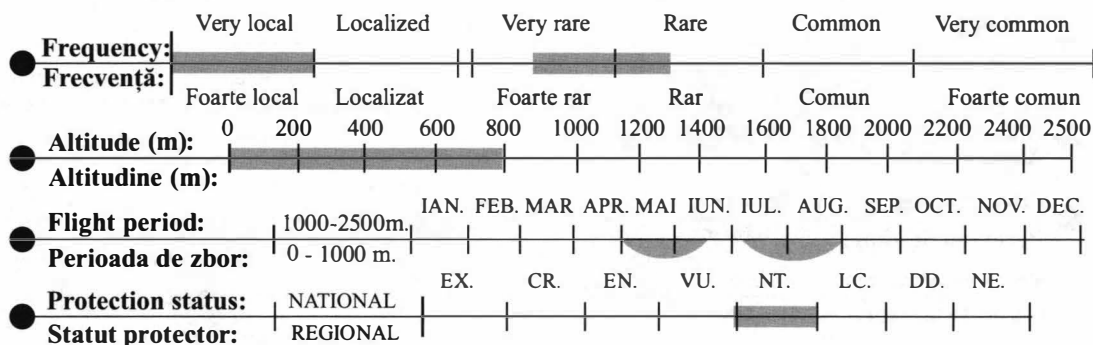 Very local Localized Very rare Rare Common Very common
Frequency:
Frecvență:
Foarte local Localizat Foarte rar Rar Comun Foarte comun
0 200 400 600 800 1000 1200 1400 1600 1800 2000 2200 2400 2500
Altitude (m):
Altitudine (m):
IAN. FEB. MAR APR. MAI IUN. IUL. AUG. SEP. OCT. NOV. DEC.
Flight period: 1000-2500m.
Perioada de zbor: 0 - 1000 m.
EX. CR. EN. VU. NT. LC. DD. NE.
Protection status: NATIONAL
Statut protector: REGIONAL